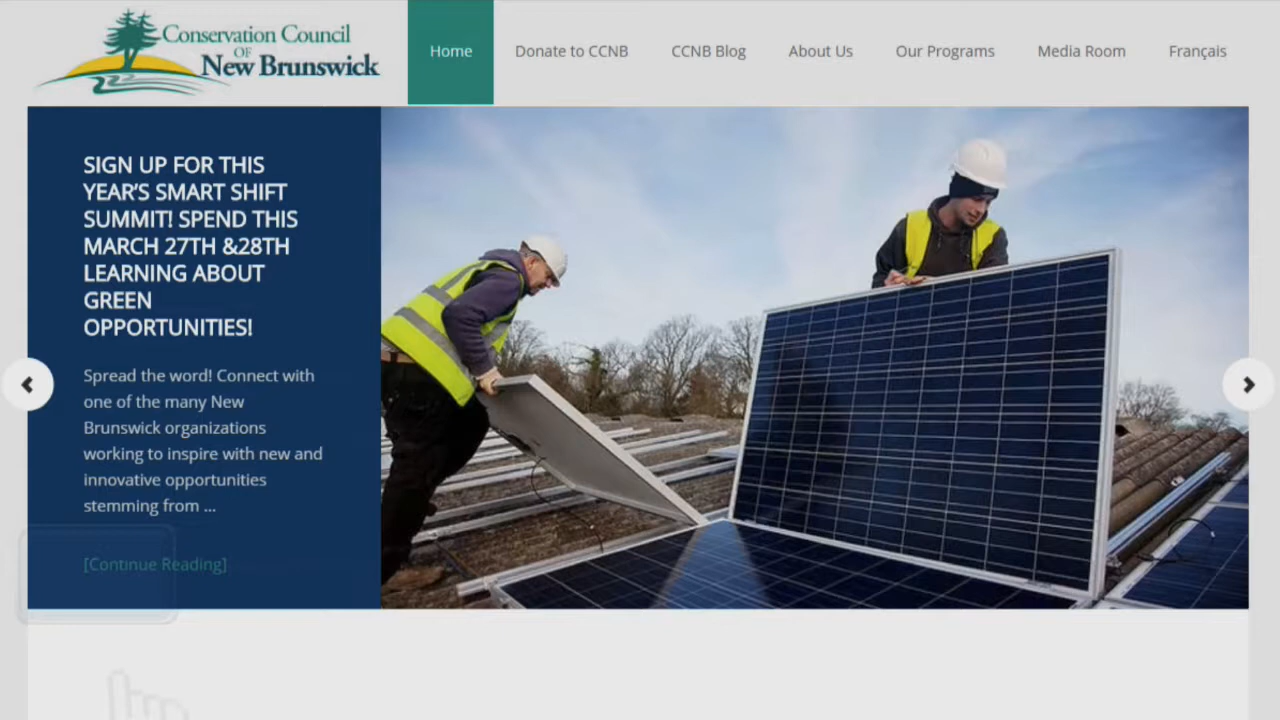 Conservation Council
OF
New Brunswick
Home
Donate to CCNB
CCNB Blog
About Us
Our Programs
Media Room
Français
SIGN UP FOR THIS
YEAR'S SMART SHIFT
SUMMIT! SPEND THIS
MARCH 27TH &28TH
LEARNING ABOUT
GREEN
OPPORTUNITIES!
Spread the word! Connect with
one of the many New
Brunswick organizations
working to inspire with new and
innovative opportunities
stemming from ...
[Continue Reading]